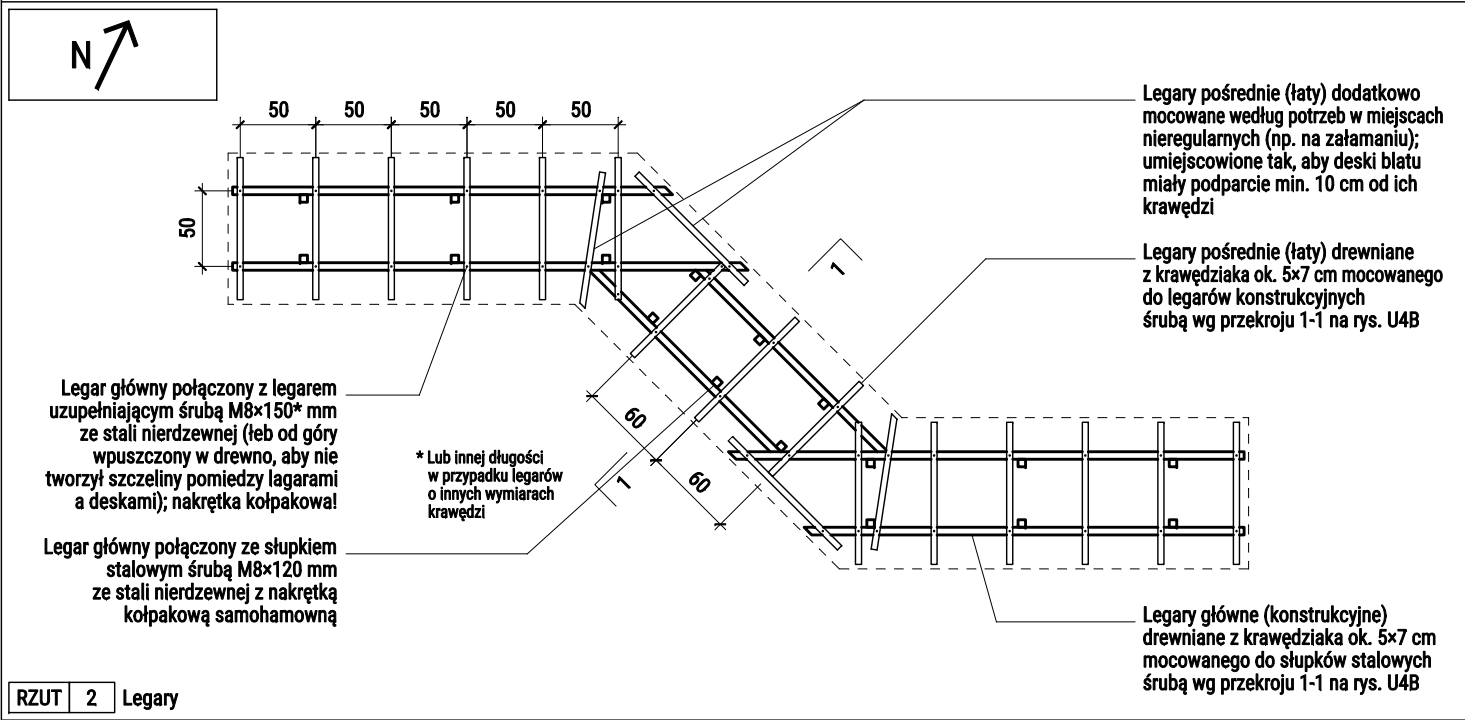 N
50 50 50 50 50
50
Legary pośrednie (łaty) dodatkowo
mocowane według potrzeb w miejscach
nieregularnych (np. na załamaniu);
umiejscowione tak, aby deski blatu
miały podparcie min. 10 cm od ich
krawędzi
1
Legary pośrednie (łaty) drewniane
z krawędziaka ok. 5×7 cm mocowanego
do legarów konstrukcyjnych
śrubą wg przekroju 1-1 na rys. U4B
Legar główny połączony z legarem
uzupełniającym śrubą M8×150* mm
ze stali nierdzewnej (łeb od góry
wpuszczony w drewno, aby nie
tworzył szczeliny pomiedzy lagarami
a deskami); nakrętka kołpakowa!
* Lub innej długości
w przypadku legarów
o innych wymiarach
krawędzi
60
60
1
Legar główny połączony ze słupkiem
stalowym śrubą M8×120 mm
ze stali nierdzewnej z nakrętką
kołpakową samohamowną
Legary główne (konstrukcyjne)
drewniane z krawędziaka ok. 5×7 cm
mocowanego do słupków stalowych
śrubą wg przekroju 1-1 na rys. U4B
RZUT 2 Legary